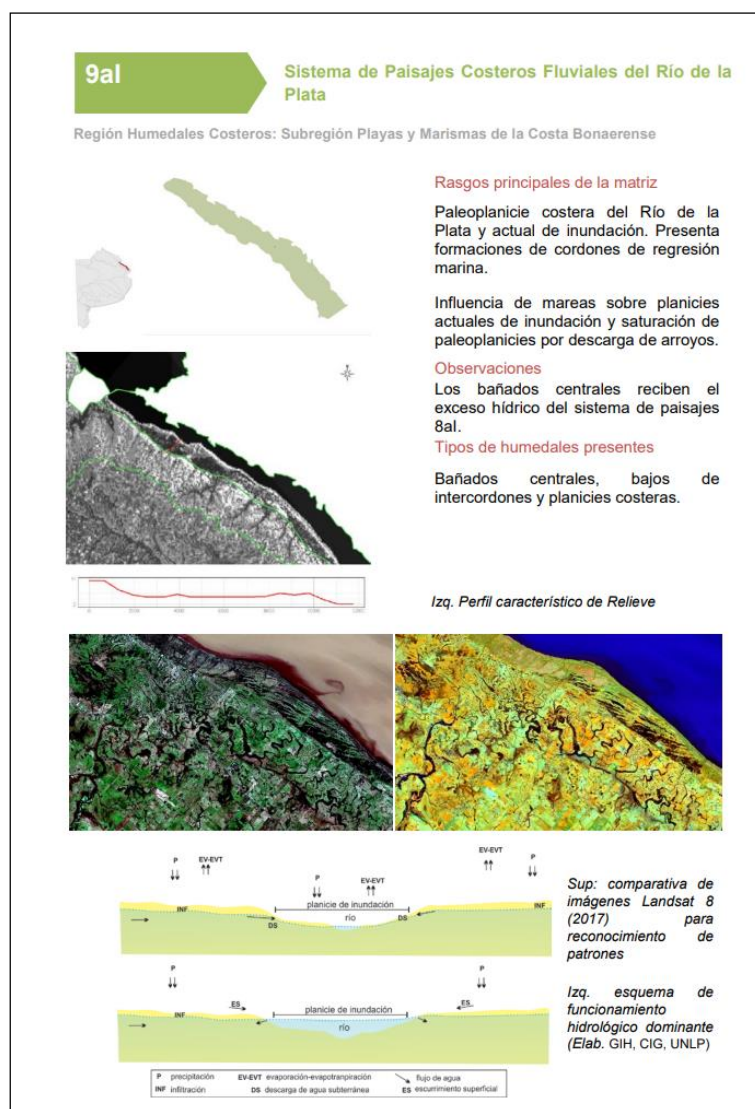 9al
Sistema de Paisajes Costeros Fluviales del Río de la
Plata
Región Humedales Costeros: Subregión Playas y Marismas de la Costa Bonaerense
Rasgos principales de la matriz
Paleoplanicie costera del Río de la
Plata y actual de inundación. Presenta
formaciones de cordones de regresión
marina.
Influencia de mareas sobre planicies
actuales de inundación y saturación de
paleoplanicies por descarga de arroyos.
Observaciones
Los bañados centrales reciben el
exceso hídrico del sistema de paisajes
8al.
Tipos de humedales presentes
Bañados centrales, bajos de
intercordones y planicies costeras.
0 2000 4000 6000 8000 10000
Izq. Perfil característico de Relieve
P EV-EVT P EV-EVT EV-EVT P
planicie de inundación
INF río INF
DS DS
Sup: comparativa de
imágenes Landsat 8
(2017) para
reconocimiento de
patrones
P P
ES ES
planicie de inundación
INF río
Izq. esquema de
funcionamiento
hidrológico dominante
(Elab. GIH, CIG, UNLP)
P precipitación EV-EVT evaporación-evapotranpiración flujo de agua
INF infiltración DS descarga de agua subterránea ES escurrimiento superficial